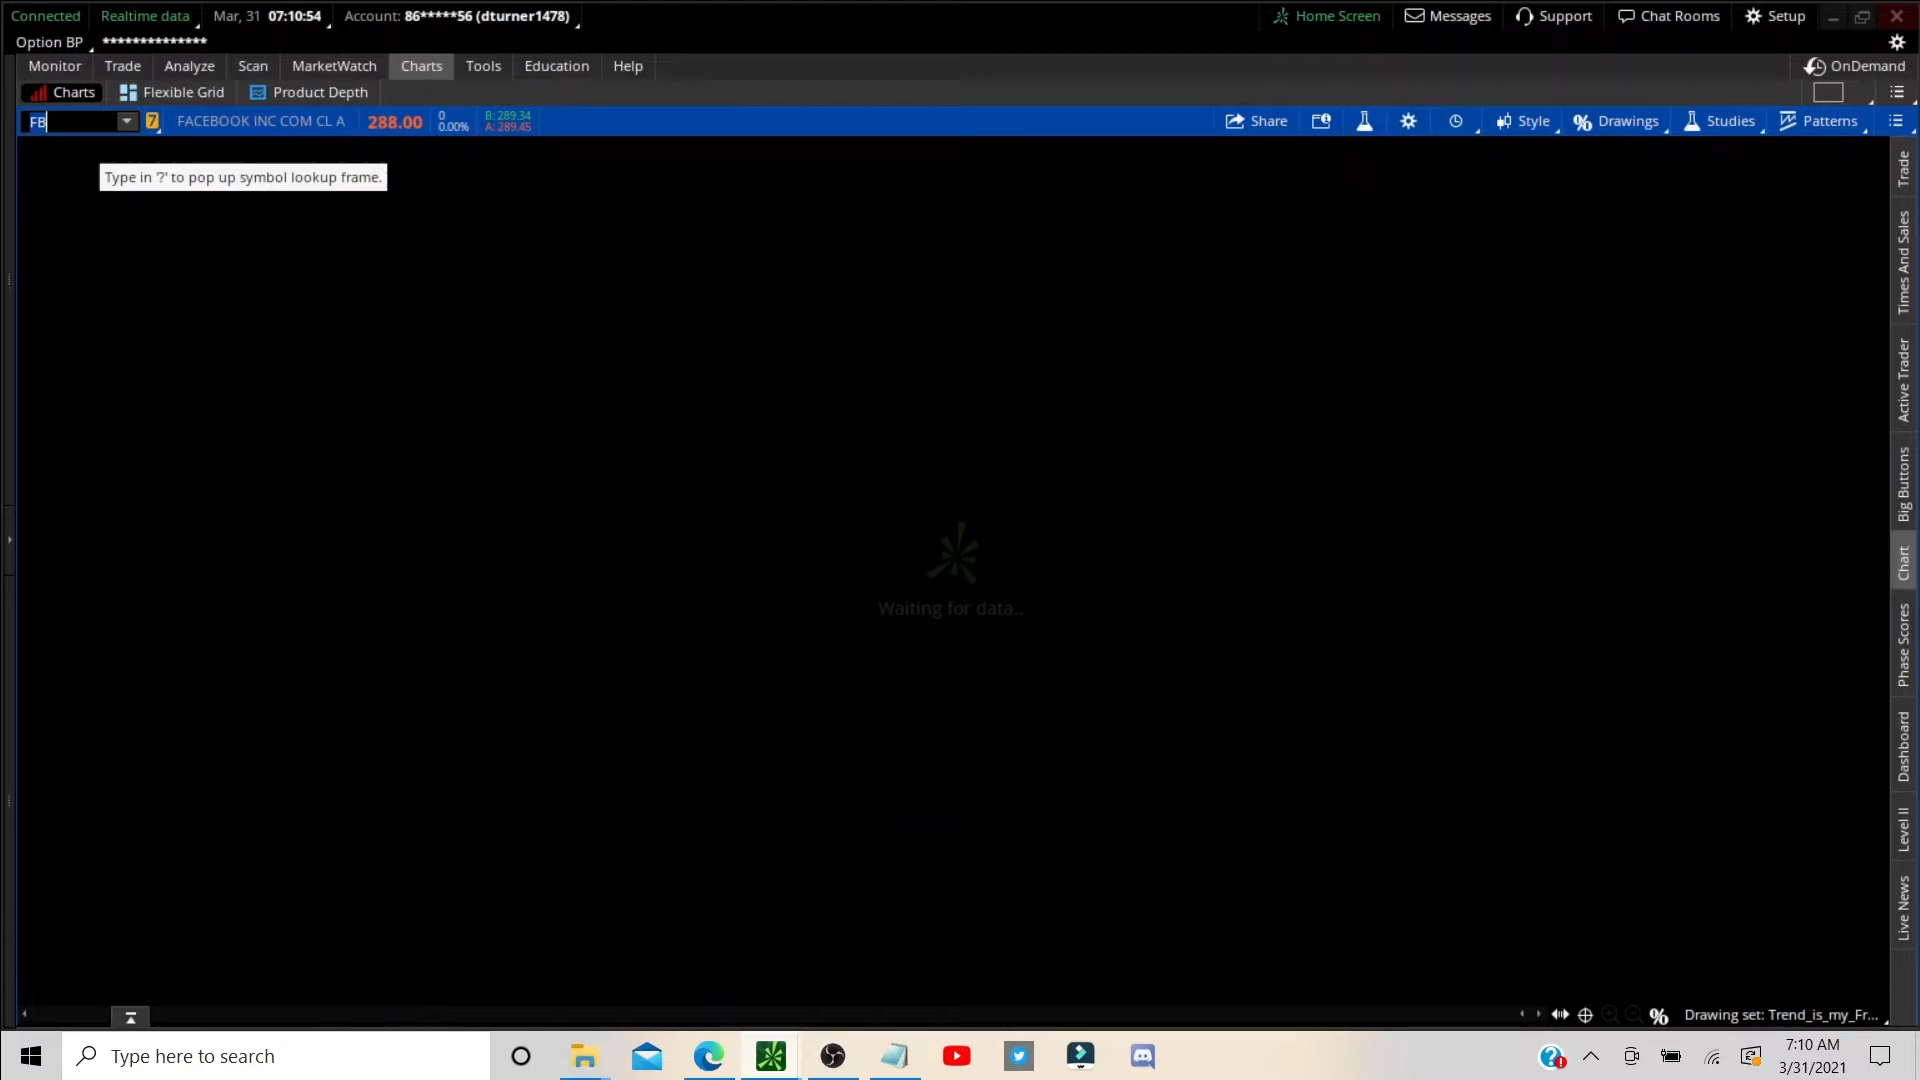 Connected Realtime data Mar, 31 07:10:54 Account: 86*****56 (dturner1478) Home Screen Messages Support Chat Rooms Setup
Option BP **************
Monitor Trade Analyze Scan MarketWatch Charts Tools Education Help OnDemand
Charts Flexible Grid Product Depth
FB 7 FACEBOOK INC COM CL A 288.00 0 0.00% B: 289.34 A: 289.45 Share Style Drawings Studies Patterns
Type in '?' to pop up symbol lookup frame.
Waiting for data..
Trade
Times And Sales
Active Trader
Big Buttons
Chart
Phase Scores
Dashboard
Level II
Live News
Drawing set: Trend_is_my_Fr...
Type here to search
7:10 AM
3/31/2021